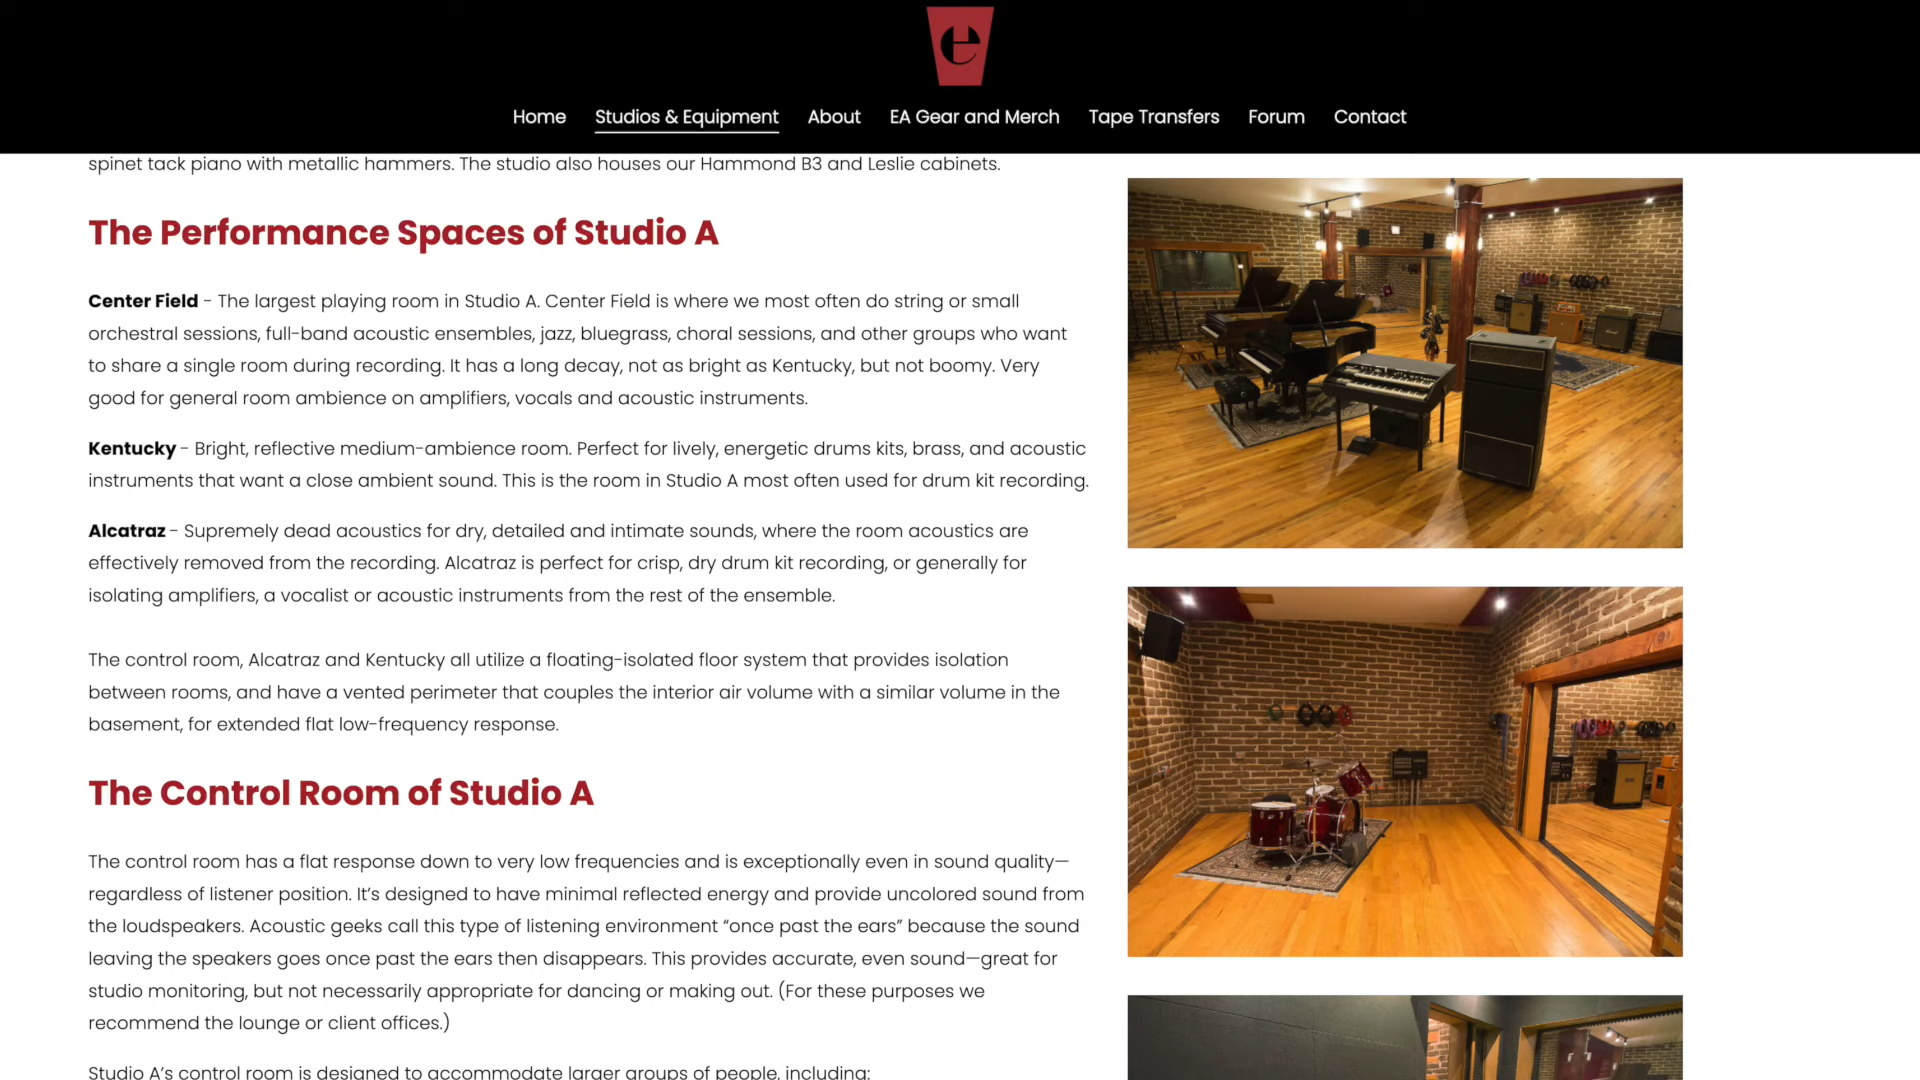 Home Studios & Equipment About EA Gear and Merch Tape Transfers Forum Contact
spinet tack piano with metallic hammers. The studio also houses our Hammond B3 and Leslie cabinets.
The Performance Spaces of Studio A
Center Field - The largest playing room in Studio A. Center Field is where we most often do string or small
orchestral sessions, full-band acoustic ensembles, jazz, bluegrass, choral sessions, and other groups who want
to share a single room during recording. It has a long decay, not as bright as Kentucky, but not boomy. Very
good for general room ambience on amplifiers, vocals and acoustic instruments.
Kentucky - Bright, reflective medium-ambience room. Perfect for lively, energetic drums kits, brass, and acoustic
instruments that want a close ambient sound. This is the room in Studio A most often used for drum kit recording.
Alcatraz - Supremely dead acoustics for dry, detailed and intimate sounds, where the room acoustics are
effectively removed from the recording. Alcatraz is perfect for crisp, dry drum kit recording, or generally for
isolating amplifiers, a vocalist or acoustic instruments from the rest of the ensemble.
The control room, Alcatraz and Kentucky all utilize a floating-isolated floor system that provides isolation
between rooms, and have a vented perimeter that couples the interior air volume with a similar volume in the
basement, for extended flat low-frequency response.
The Control Room of Studio A
The control room has a flat response down to very low frequencies and is exceptionally even in sound quality—
regardless of listener position. It’s designed to have minimal reflected energy and provide uncolored sound from
the loudspeakers. Acoustic geeks call this type of listening environment “once past the ears” because the sound
leaving the speakers goes once past the ears then disappears. This provides accurate, even sound—great for
studio monitoring, but not necessarily appropriate for dancing or making out. (For these purposes we
recommend the lounge or client offices.)
Studio A’s control room is designed to accommodate larger groups of people, including: